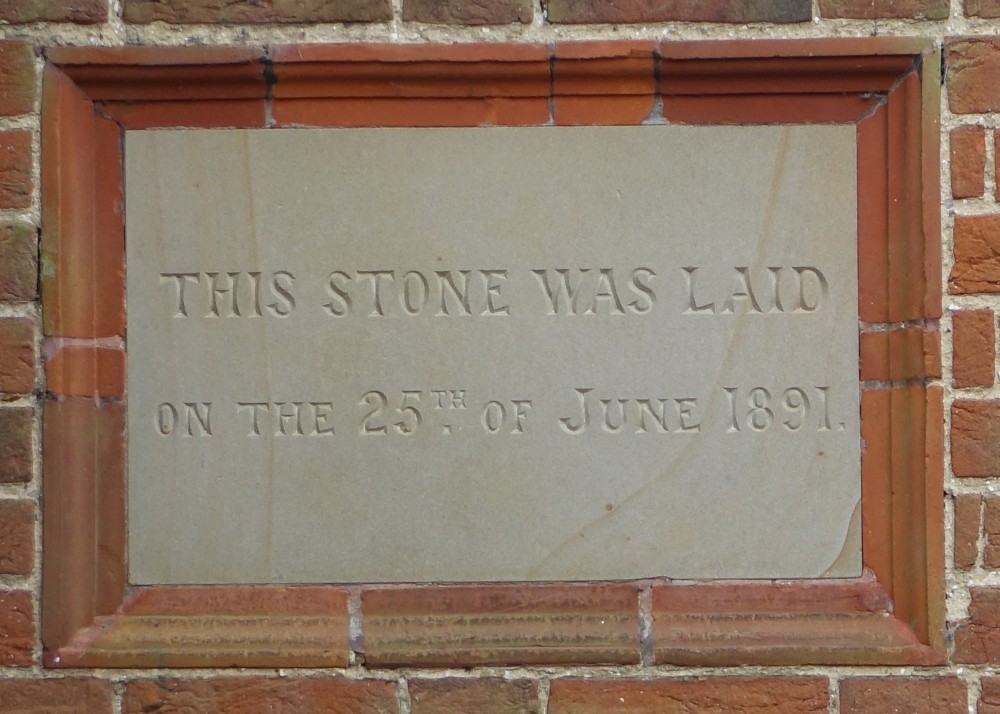 THIS STONE WAS LAID
ON THE 25TH. OF JUNE 1891.